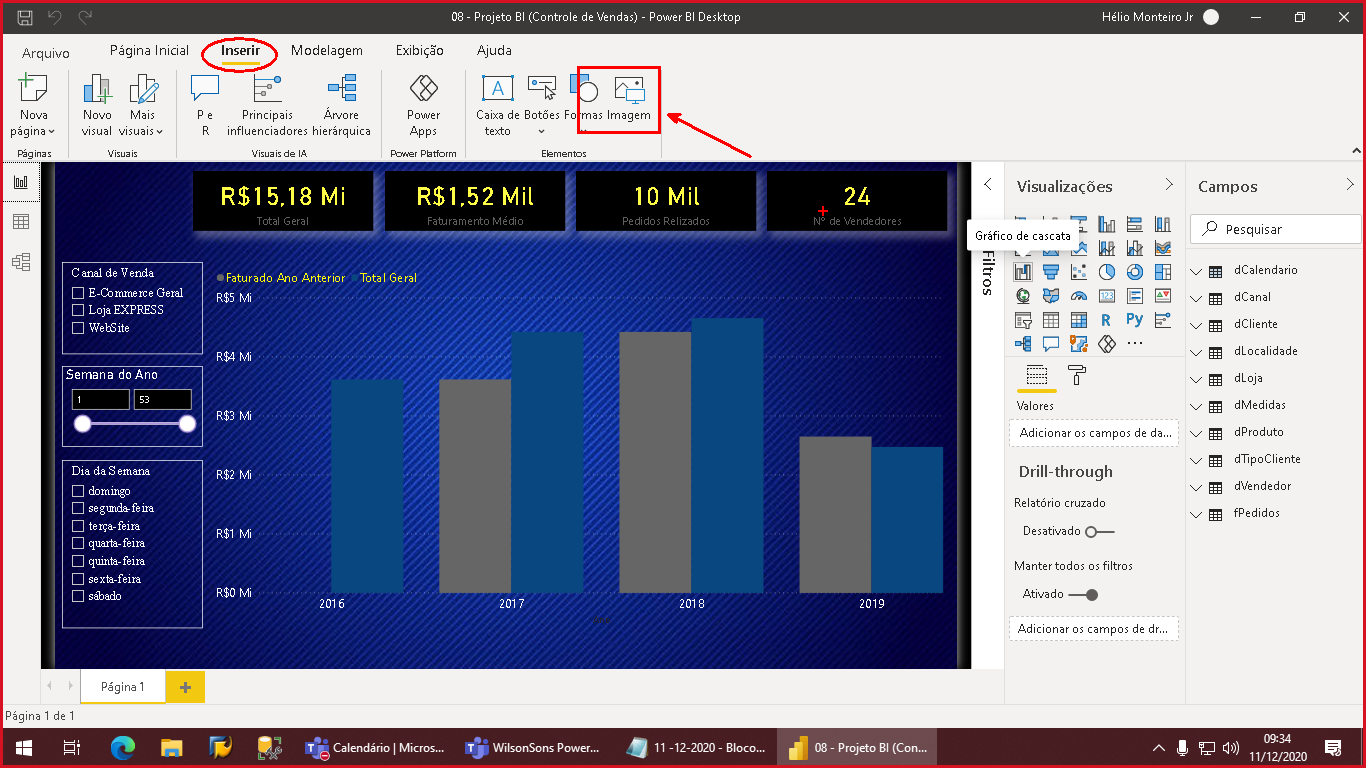 08 - Projeto BI (Controle de Vendas) - Power BI Desktop
Hélio Monteiro Jr
Arquivo
Página Inicial
Inserir
Modelagem
Exibição
Ajuda
Nova
página
Novo
visual
Mais
visuais
P e
R
Principais
influenciadores
Árvore
hierárquica
Power
Apps
Caixa de
texto
Botões
Formas
Imagem
Páginas
Visuais
Visuais de IA
Power Platform
Elementos
R$15,18 Mi
Total Geral
R$1,52 Mil
Faturamento Médio
10 Mil
Pedidos Relizados
24
Nº de Vendedores
Canal de Venda
E-Commerce Geral
Loja EXPRESS
WebSite
Semana do Ano
1
53
Dia da Semana
domingo
segunda-feira
terça-feira
quarta-feira
quinta-feira
sexta-feira
sábado
Faturado Ano Anterior
Total Geral
R$5 Mi
R$4 Mi
R$3 Mi
R$2 Mi
R$1 Mi
R$0 Mi
2016
2017
2018
2019
Filtros
Visualizações
Gráfico de cascata
123
R
Py
Valores
Adicionar os campos de da...
Drill-through
Relatório cruzado
Desativado
Manter todos os filtros
Ativado
Adicionar os campos de dr...
Campos
Pesquisar
dCalendario
dCanal
dCliente
dLocalidade
dLoja
dMedidas
dProduto
dTipoCliente
dVendedor
fPedidos
Página 1
Página 1 de 1
Calendário | Micros...
WilsonSons Power...
11 -12-2020 - Bloco...
08 - Projeto BI (Con...
09:34
11/12/2020